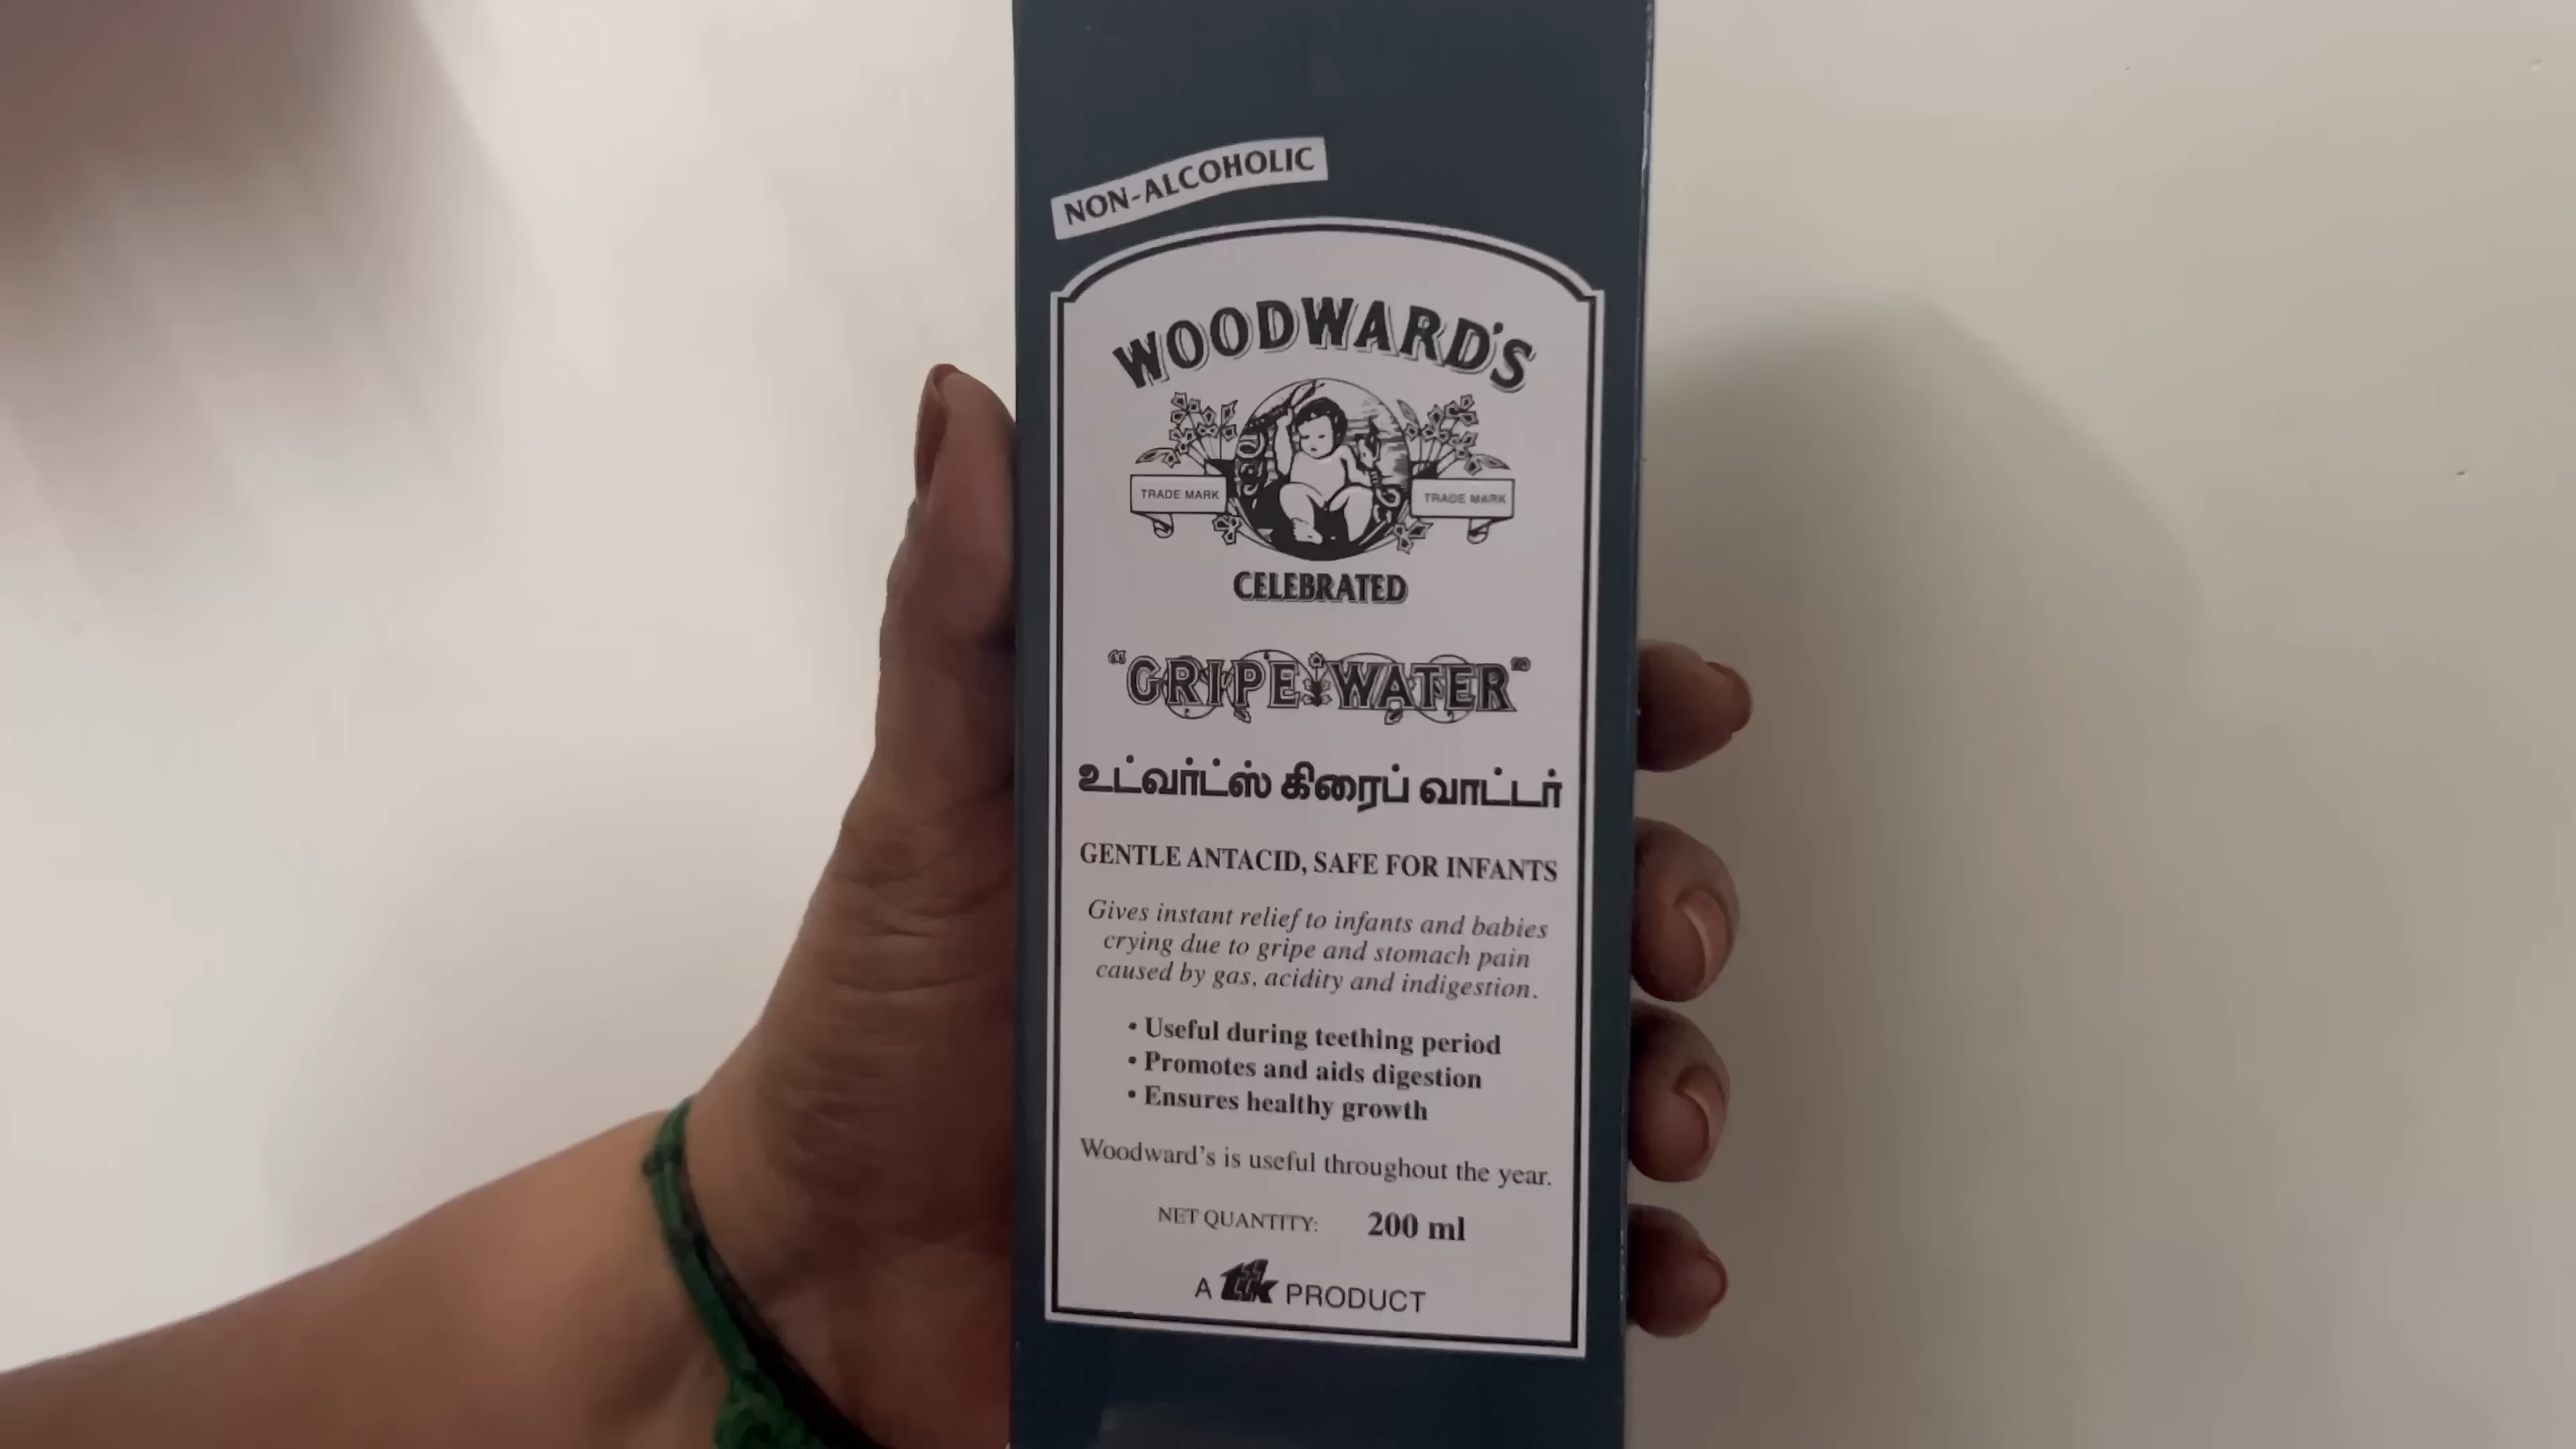 NON-ALCOHOLIC
WOODWARD'S
TRADE MARK
TRADE MARK
CELEBRATED
"GRIPE WATER"
உட்வர்ட்ஸ் கிரைப் வாட்டர்
GENTLE ANTACID, SAFE FOR INFANTS
Gives instant relief to infants and babies
crying due to gripe and stomach pain
caused by gas, acidity and indigestion.
• Useful during teething period
• Promotes and aids digestion
• Ensures healthy growth
Woodward's is useful throughout the year.
NET QUANTITY: 200 ml
A ttk PRODUCT